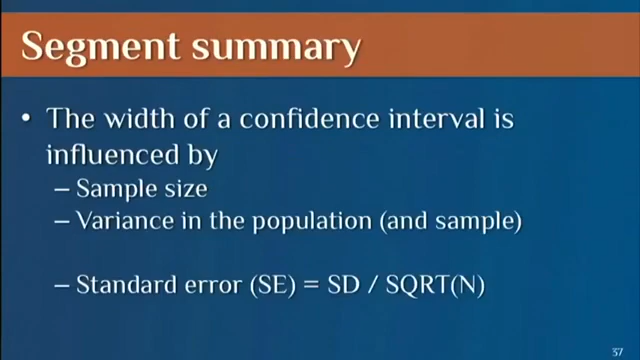 Segment summary
• The width of a confidence interval is
influenced by
– Sample size
– Variance in the population (and sample)
– Standard error (SE) = SD / SQRT(N)
37